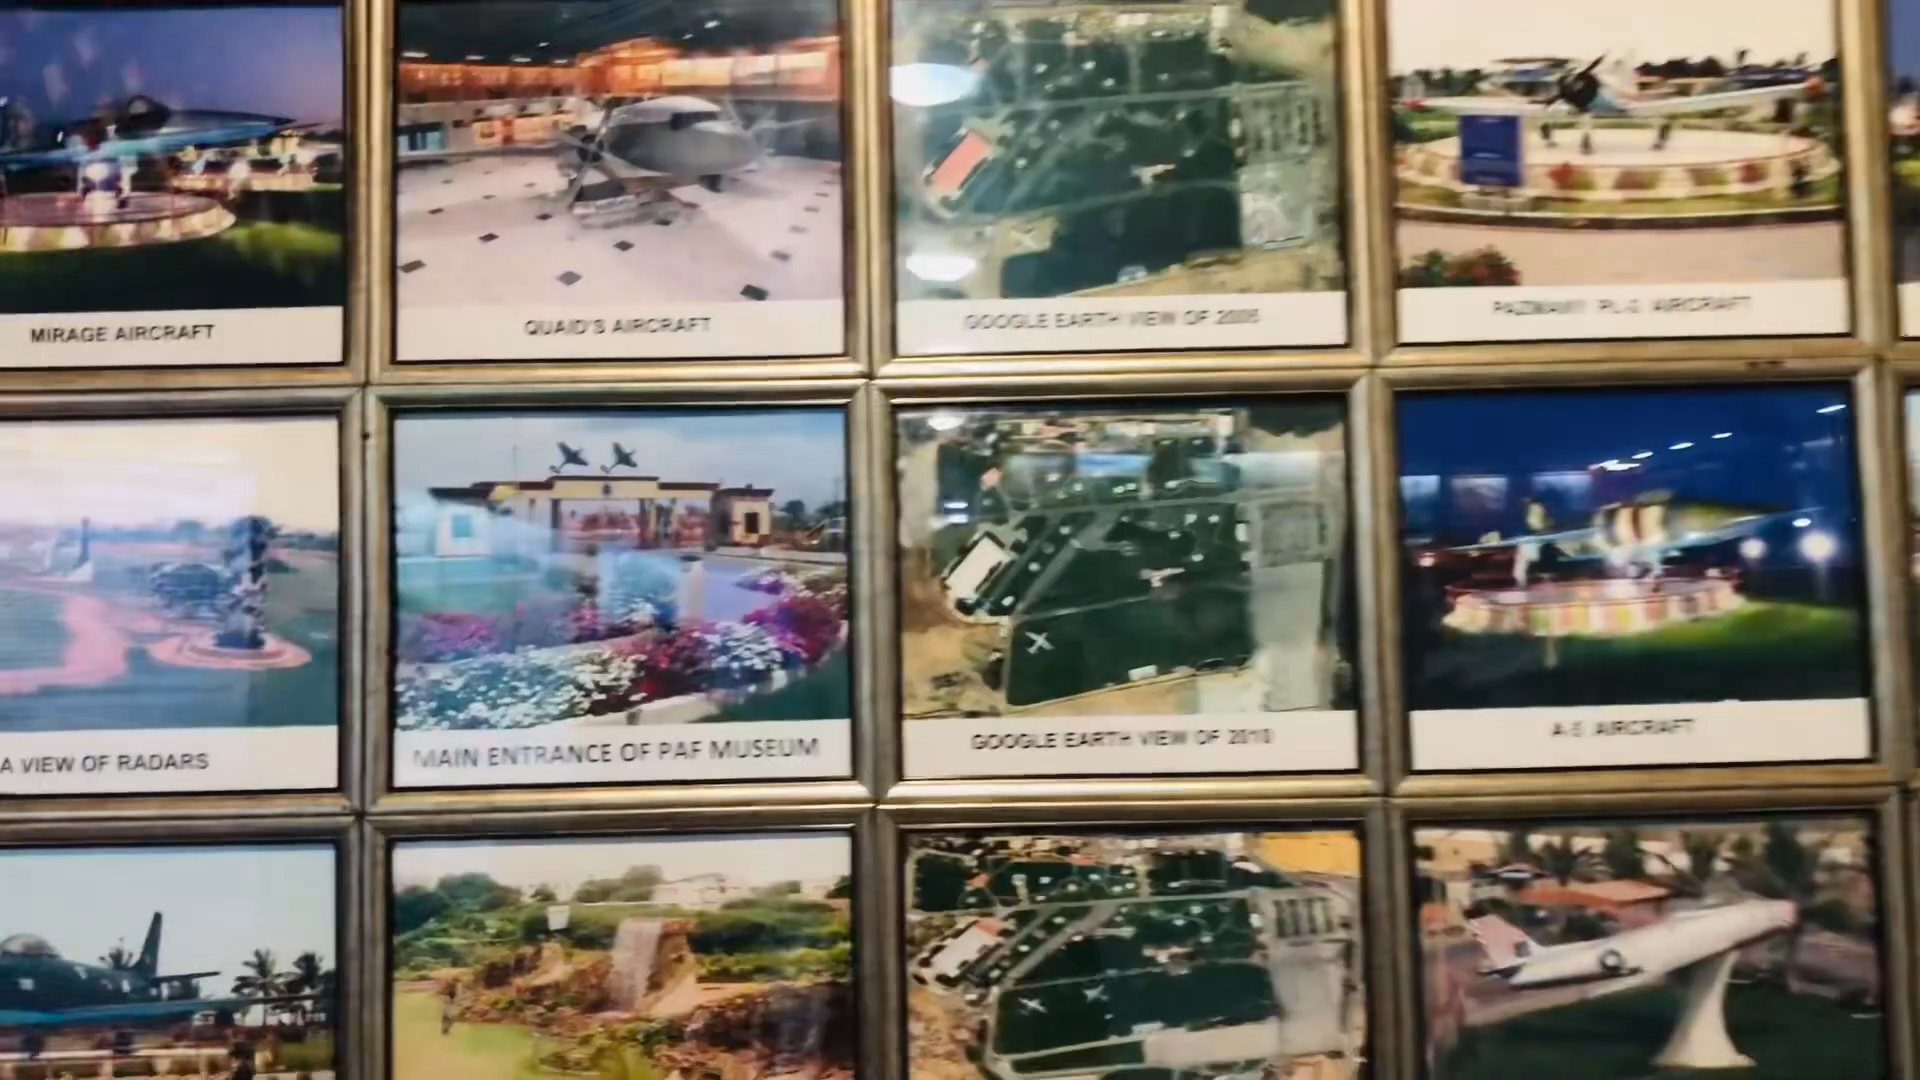 MIRAGE AIRCRAFT
QUAID'S AIRCRAFT
GOOGLE EARTH VIEW OF
AIRCRAFT
A VIEW OF RADARS
MAIN ENTRANCE OF PAF MUSEUM
GOOGLE EARTH VIEW OF 2010
AIRCRAFT